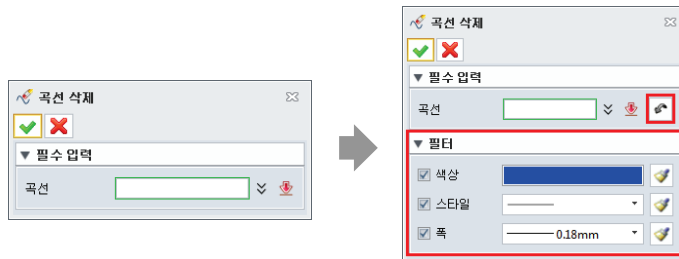 곡선 삭제
▼ 필수 입력
곡선
곡선 삭제
▼ 필수 입력
곡선
▼ 필터
색상
스타일
폭 0.18mm